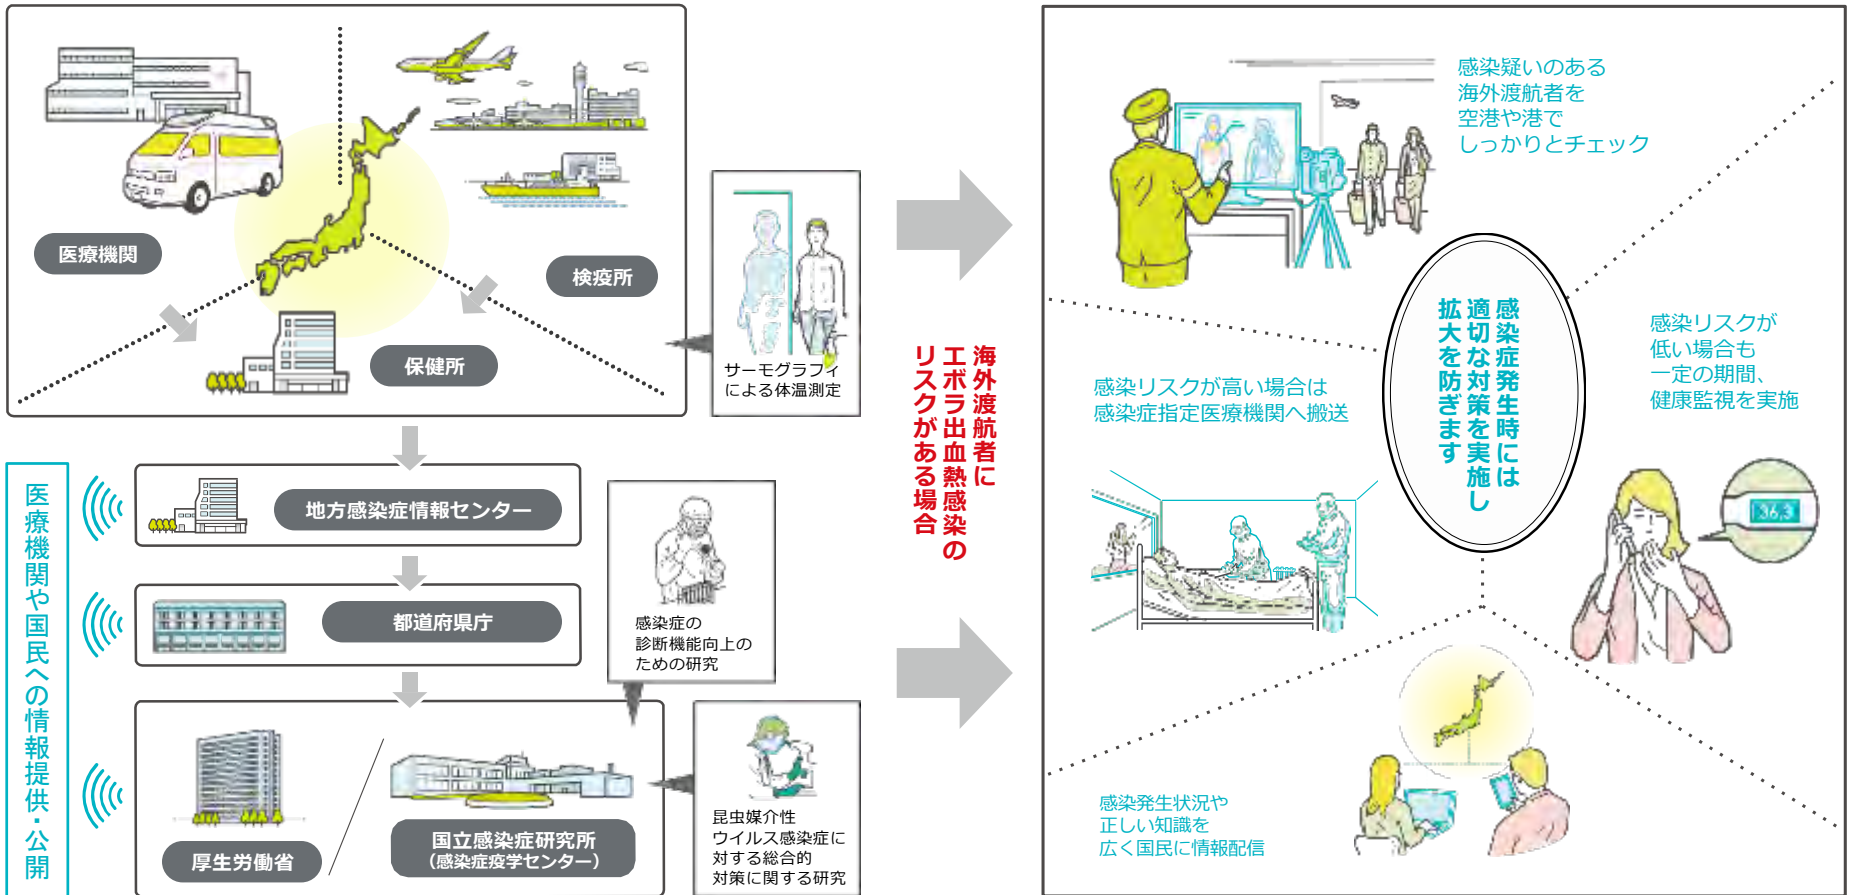 医療機関
検疫所
保健所
サーモグラフィ
による体温測定
地方感染症情報センター
都道府県庁
厚生労働省
国立感染症研究所
(感染症疫学センター)
感染症の
診断機能向上の
ための研究
昆虫媒介性
ウイルス感染症に
対する総合的
対策に関する研究
医療機関や国民への情報提供・公開
海外渡航者に
エボラ出血熱感染の
リスクがある場合
感染疑いのある
海外渡航者を
空港や港で
しっかりとチェック
感染症発生時には
適切な対策を実施し
拡大を防ぎます
感染リスクが
低い場合も
一定の期間、
健康監視を実施
36.3
感染リスクが高い場合は
感染症指定医療機関へ搬送
感染発生状況や
正しい知識を
広く国民に情報配信